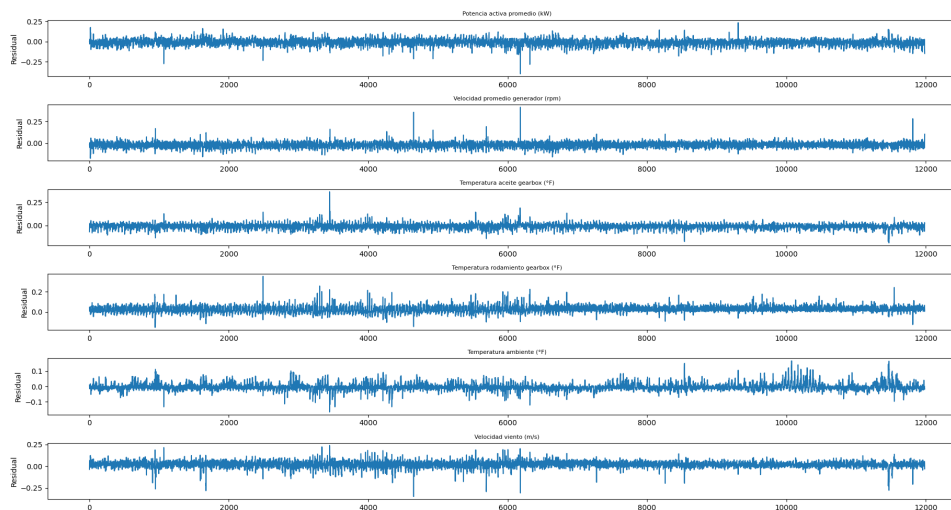 Potencia activa promedio (kW)
Residual
0.25
0.00
−0.25
0 2000 4000 6000 8000 10000 12000
Velocidad promedio generador (rpm)
Residual
0.25
0.00
0 2000 4000 6000 8000 10000 12000
Temperatura aceite gearbox (°F)
Residual
0.25
0.00
0 2000 4000 6000 8000 10000 12000
Temperatura rodamiento gearbox (°F)
Residual
0.2
0.0
0 2000 4000 6000 8000 10000 12000
Temperatura ambiente (°F)
Residual
0.1
0.0
−0.1
0 2000 4000 6000 8000 10000 12000
Velocidad viento (m/s)
Residual
0.25
0.00
−0.25
0 2000 4000 6000 8000 10000 12000